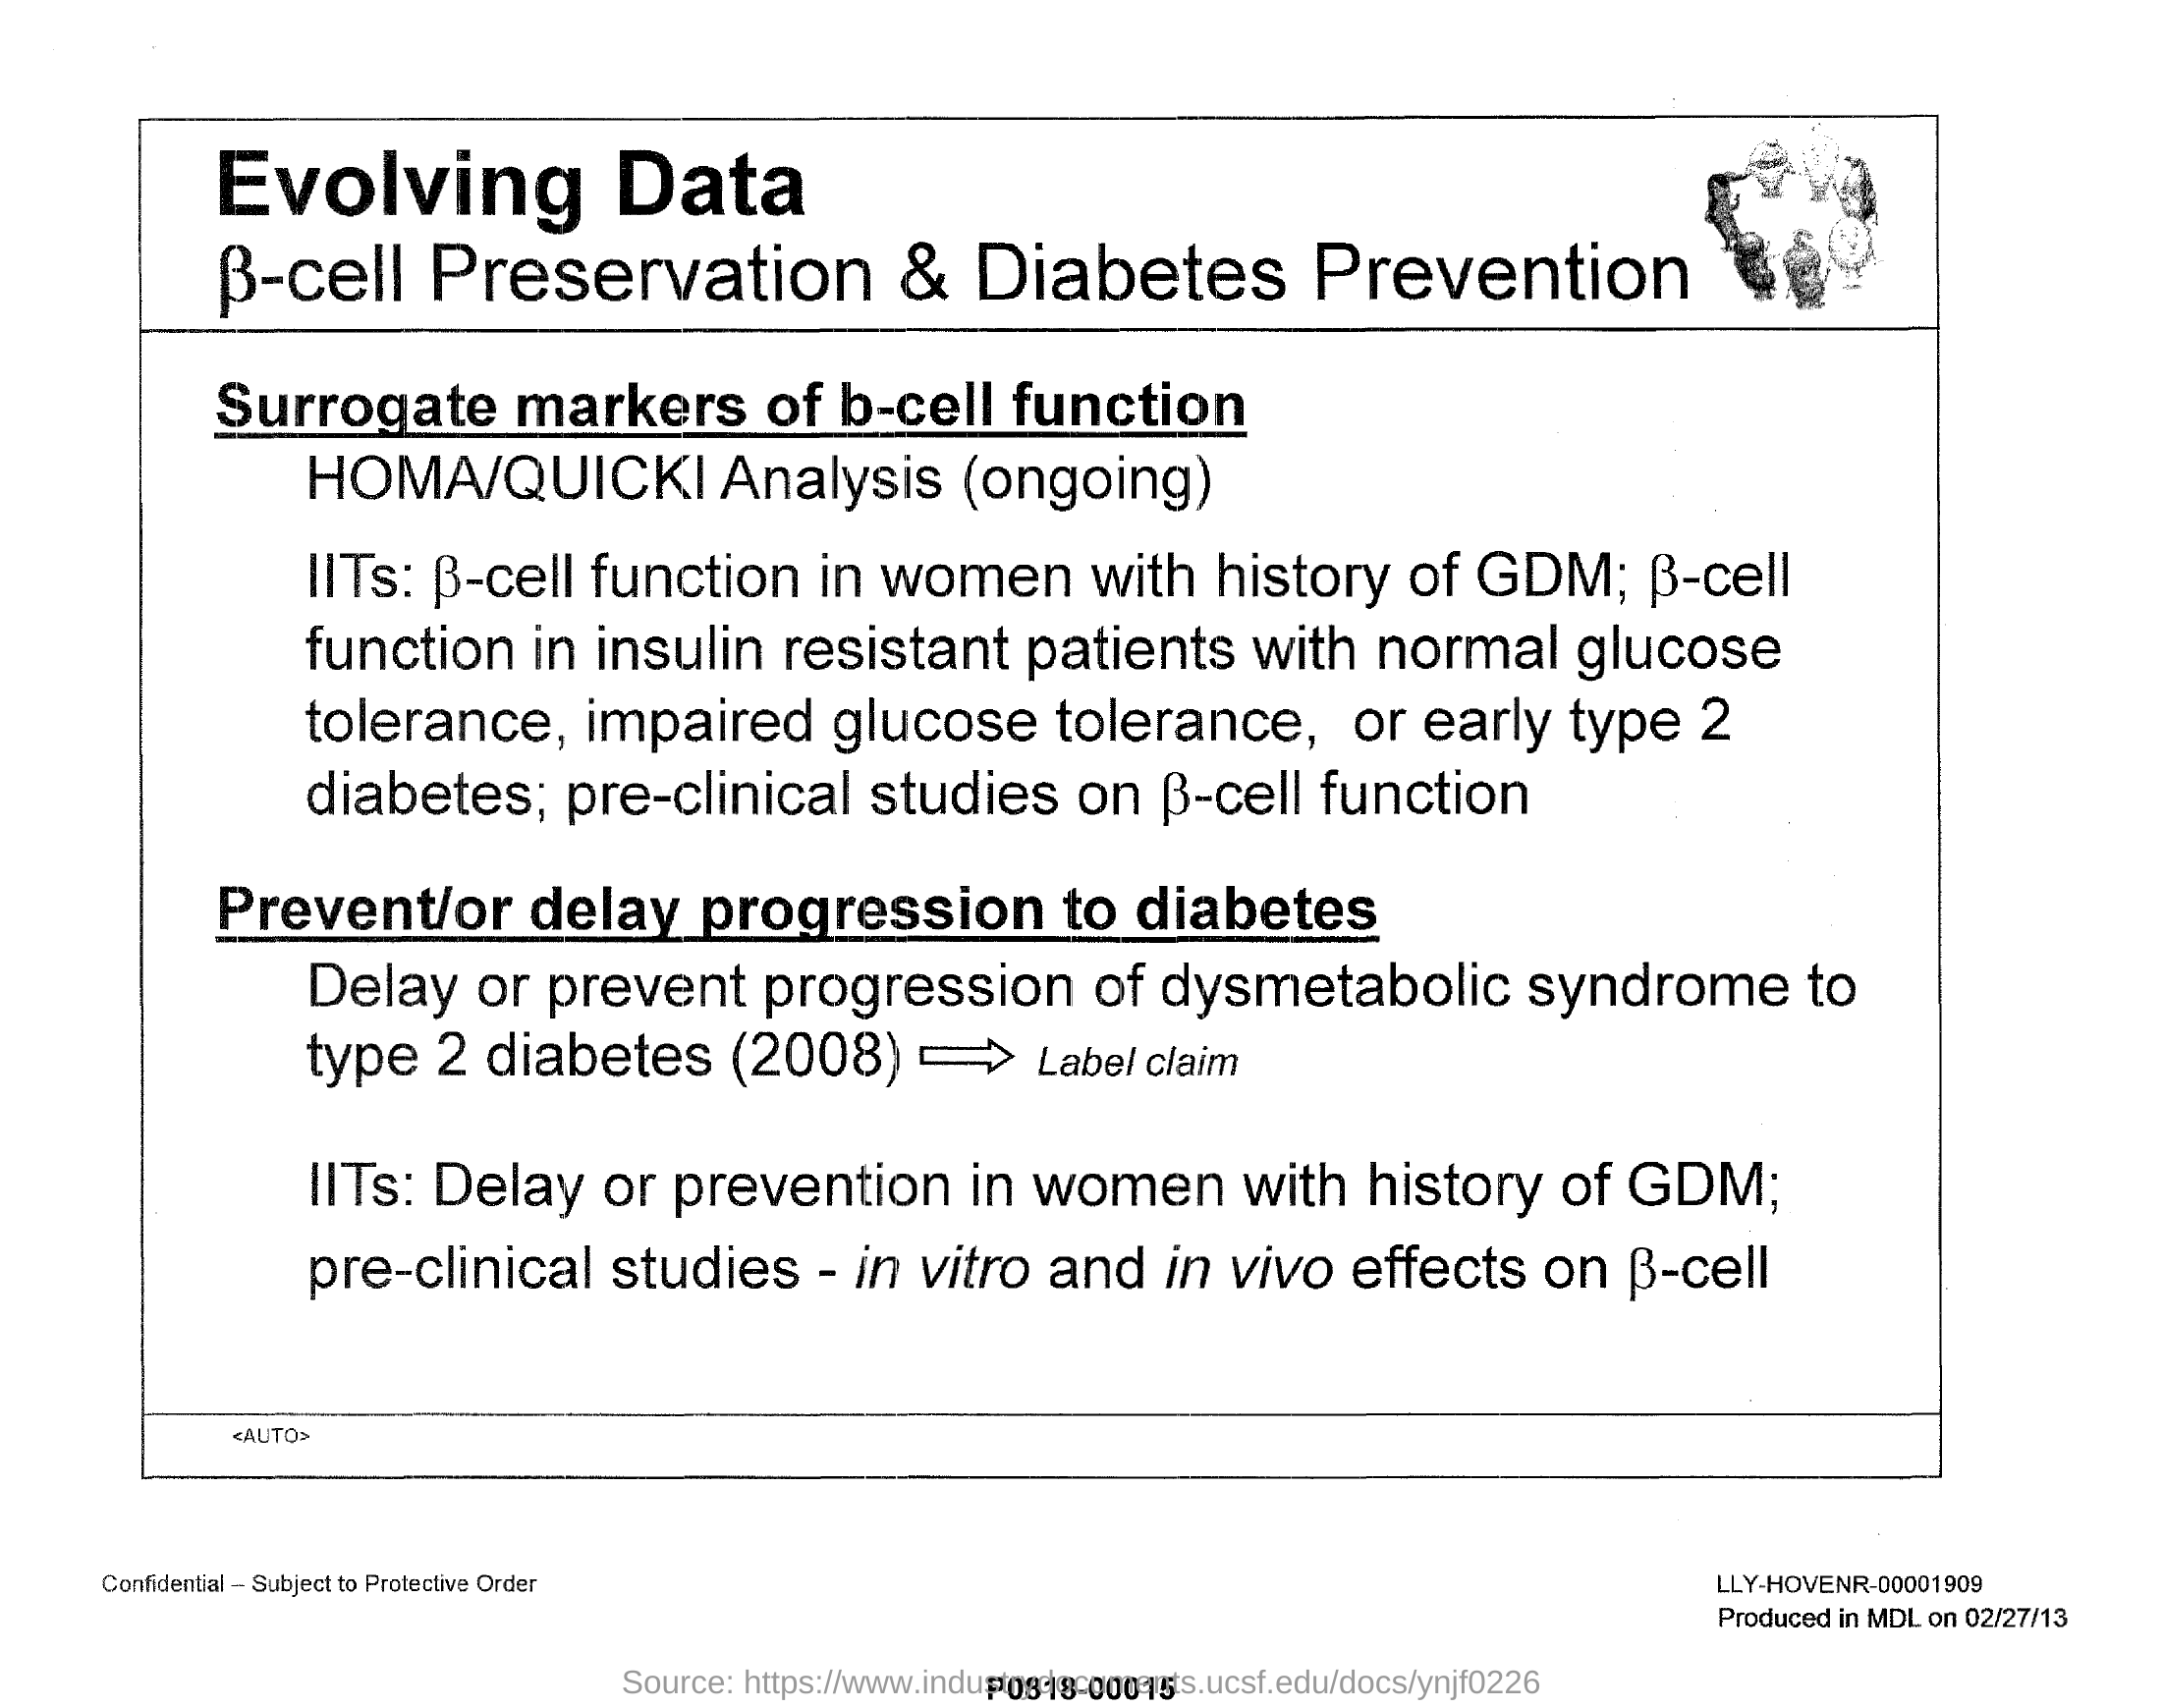 Evolving Data
β-cell Preservation & Diabetes Prevention
Surrogate markers of b-cell function
HOMA/QUICKI Analysis (ongoing)
IITs: β-cell function in women with history of GDM; β-cell
function in insulin resistant patients with normal glucose
tolerance, impaired glucose tolerance, or early type 2
diabetes; pre-clinical studies on β-cell function
Prevent/or delay progression to diabetes
Delay or prevent progression of dysmetabolic syndrome to
type 2 diabetes (2008) ⇒ Label claim
IITs: Delay or prevention in women with history of GDM;
pre-clinical studies - in vitro and in vivo effects on β-cell
<AUTO>
Confidential – Subject to Protective Order
LLY-HOVENR-00001909
Produced in MDL on 02/27/13
P0818-00015
Source: https://www.industrydocuments.ucsf.edu/docs/ynjf0226